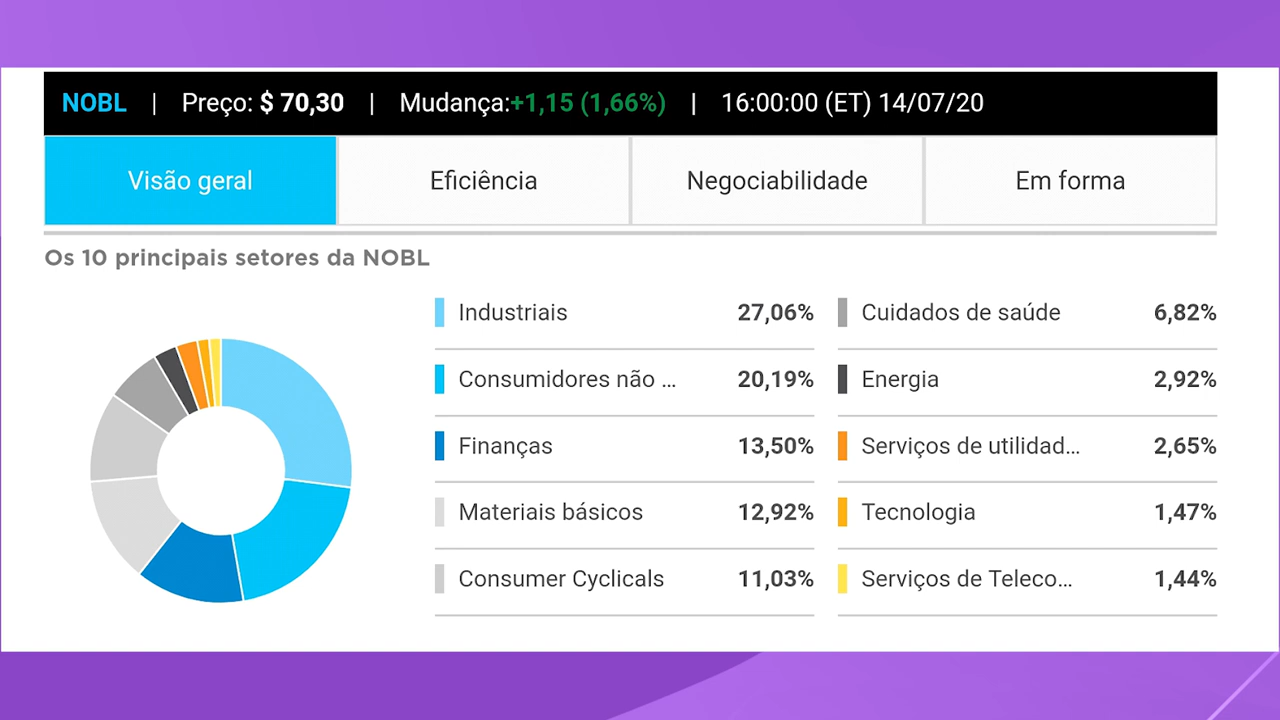 NOBL | Preço: $ 70,30 | Mudança:+1,15 (1,66%) | 16:00:00 (ET) 14/07/20
Visão geral
Eficiência
Negociabilidade
Em forma
Os 10 principais setores da NOBL
Industriais 27,06%
Consumidores não ... 20,19%
Finanças 13,50%
Materiais básicos 12,92%
Consumer Cyclicals 11,03%
Cuidados de saúde 6,82%
Energia 2,92%
Serviços de utilidad... 2,65%
Tecnologia 1,47%
Serviços de Teleco... 1,44%